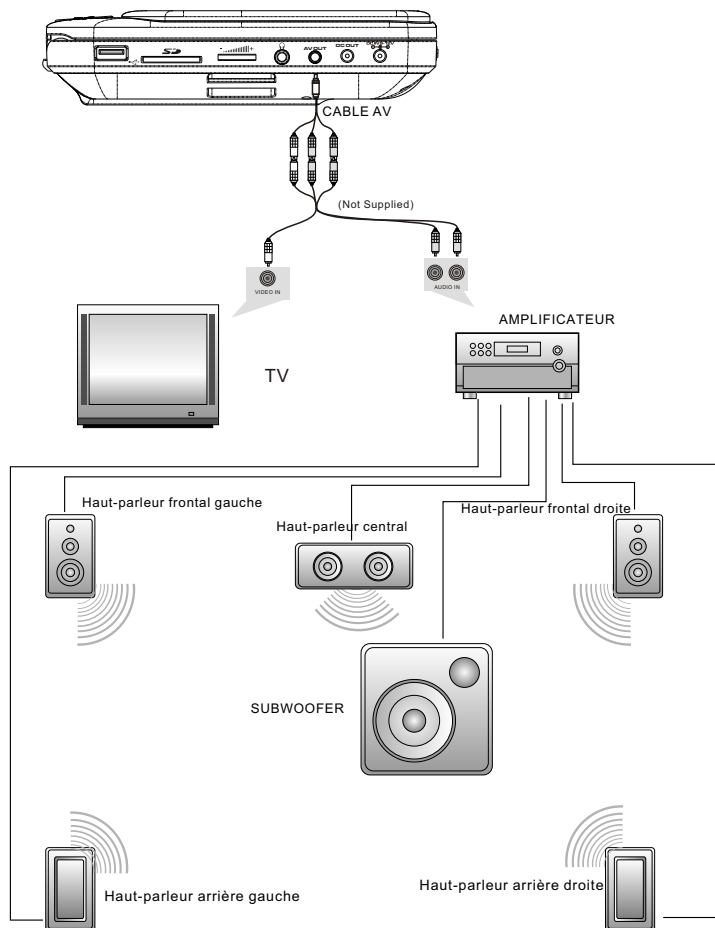 SD
- +
AV OUT
DC OUT
CABLE AV
(Not Supplied)
VIDEO IN
AUDIO IN
AMPLIFICATEUR
TV
Haut-parleur frontal gauche
Haut-parleur central
Haut-parleur frontal droite
SUBWOOFER
Haut-parleur arrière gauche
Haut-parleur arrière droite